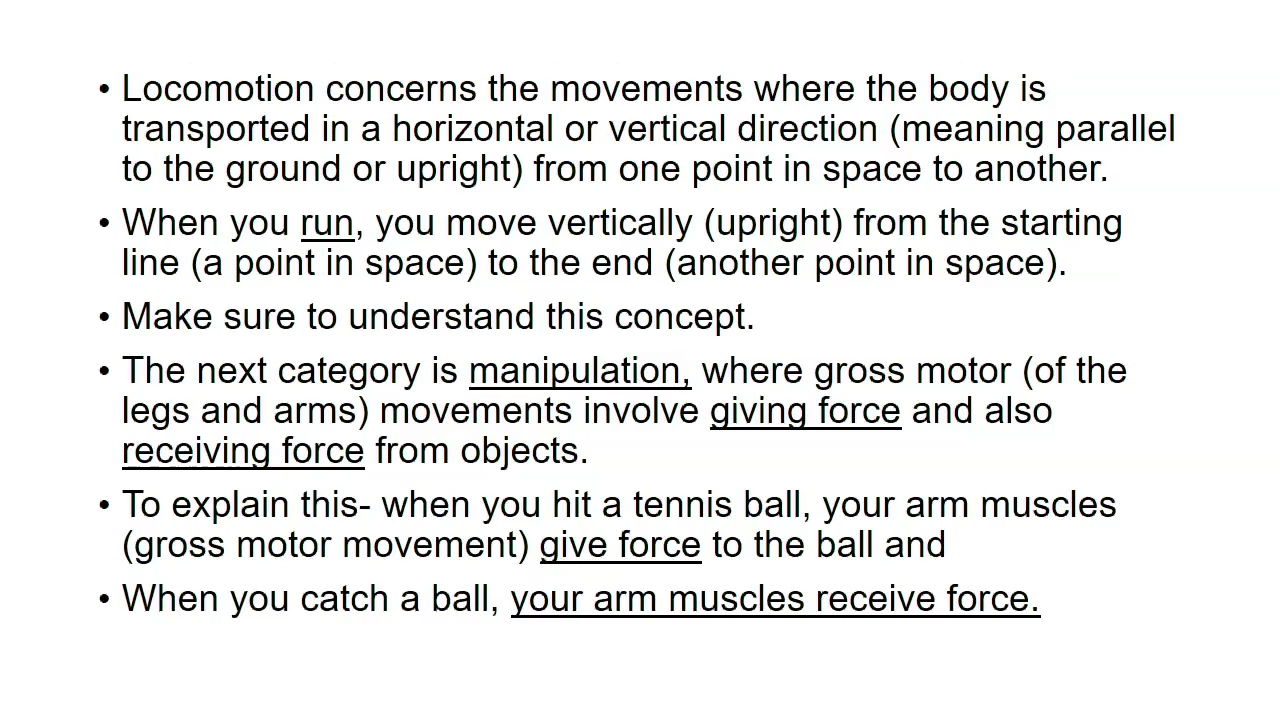 • Locomotion concerns the movements where the body is
transported in a horizontal or vertical direction (meaning parallel
to the ground or upright) from one point in space to another.
• When you run, you move vertically (upright) from the starting
line (a point in space) to the end (another point in space).
• Make sure to understand this concept.
• The next category is manipulation, where gross motor (of the
legs and arms) movements involve giving force and also
receiving force from objects.
• To explain this- when you hit a tennis ball, your arm muscles
(gross motor movement) give force to the ball and
• When you catch a ball, your arm muscles receive force.